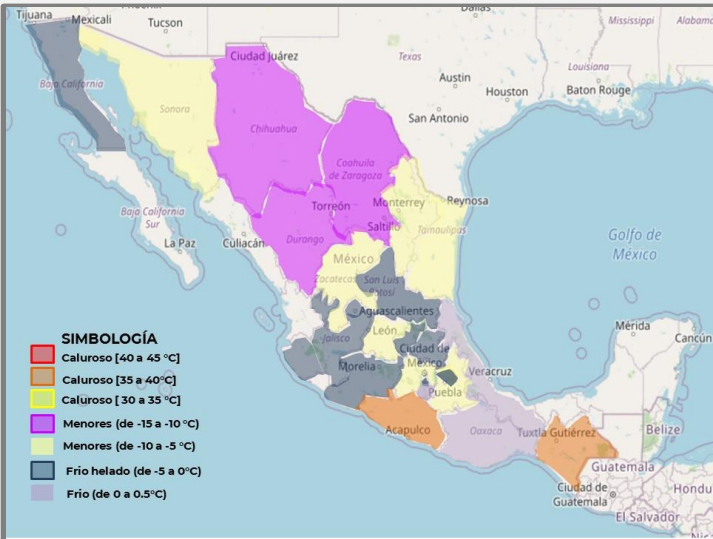 Dallas
Tijuana
Mexicali
Tucson
Mississippi
Alabama
Ciudad Juárez
Texas
Louisiana
Austin
Baja California
Houston
Baton Rouge
Sonora
San Antonio
Chihuahua
Coahuila
de Zaragoza
Baja California
Sur
Torreón
Monterrey
Reynosa
Saltillo
Tamaulipas
La Paz
Culiacán
Durango
Golfo de
México
México
Zacatecas
San Luis
Potosí
Aguascalientes
León
Jalisco
Mérida
Cancún
Ciudad de
México
Morelia
Veracruz
Puebla
Acapulco
Oaxaca
Tuxtla Gutiérrez
Belize
Guatemala
Ciudad de
Guatemala
Hondu
El Salvador
Nic
SIMBOLOGÍA
Caluroso [40 a 45 °C]
Caluroso [35 a 40°C]
Caluroso [ 30 a 35°C]
Menores (de -15 a -10 °C)
Menores (de -10 a -5 °C)
Frio helado (de -5 a 0°C)
Frio (de 0 a 0.5°C)